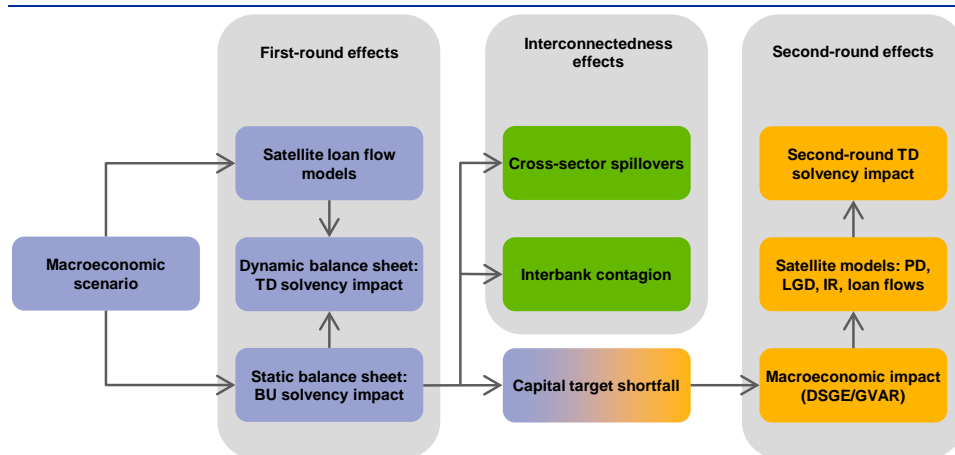 First-round effects
Interconnectedness
effects
Second-round effects
Satellite loan flow
models
Cross-sector spillovers
Second-round TD
solvency impact
Macroeconomic
scenario
Dynamic balance sheet:
TD solvency impact
Interbank contagion
Satellite models: PD,
LGD, IR, loan flows
Static balance sheet:
BU solvency impact
Capital target shortfall
Macroeconomic impact
(DSGE/GVAR)